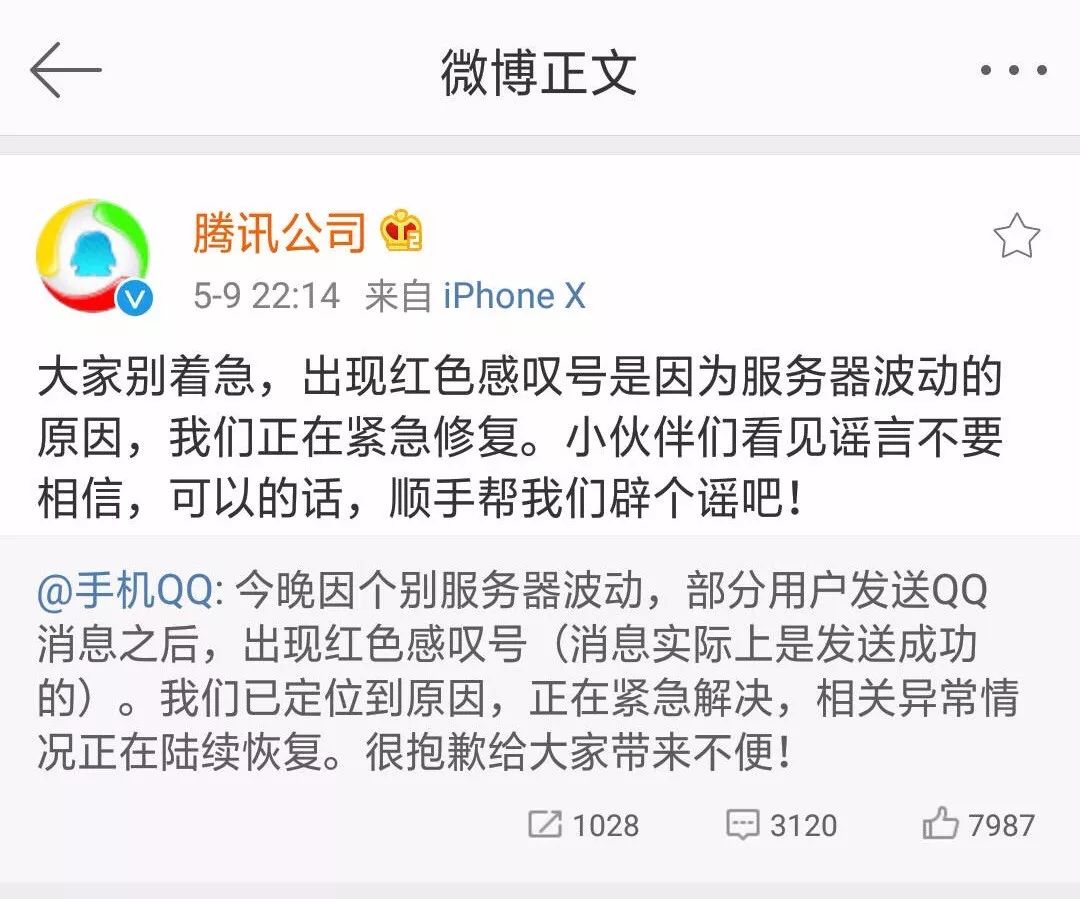 微博正文
腾讯公司
5-9 22:14 来自 iPhone X
大家别着急，出现红色感叹号是因为服务器波动的
原因，我们正在紧急修复。小伙伴们看见谣言不要
相信，可以的话，顺手帮我们辟个谣吧！
@手机QQ: 今晚因个别服务器波动，部分用户发送QQ
消息之后，出现红色感叹号（消息实际上是发送成功
的）。我们已定位到原因，正在紧急解决，相关异常情
况正在陆续恢复。很抱歉给大家带来不便！
1028 3120 7987